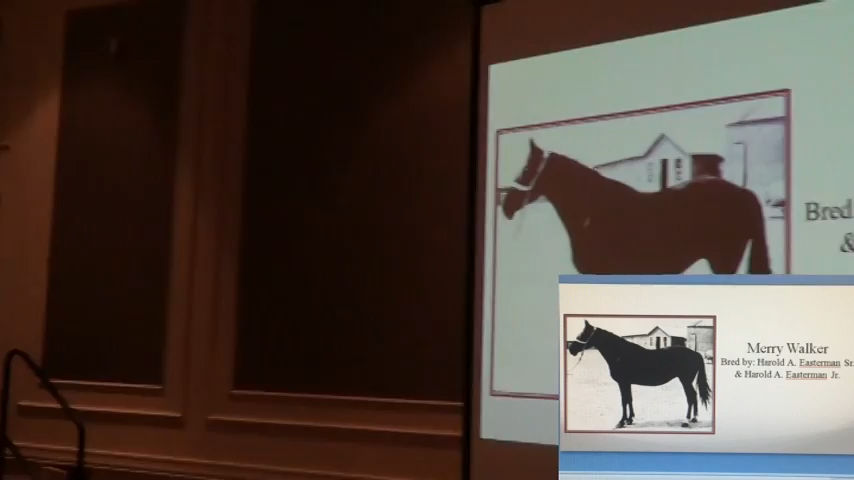 Bred
&
Merry Walker
Bred by: Harold A. Easterman Sr.
& Harold A. Easterman Jr.